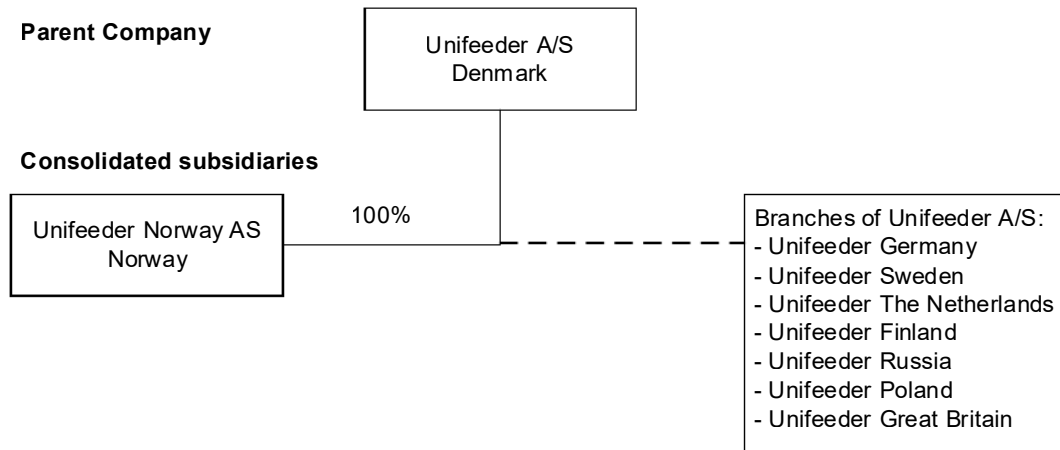 Parent Company
Unifeeder A/S
Denmark
Consolidated subsidiaries
Unifeeder Norway AS
Norway
100%
Branches of Unifeeder A/S:
- Unifeeder Germany
- Unifeeder Sweden
- Unifeeder The Netherlands
- Unifeeder Finland
- Unifeeder Russia
- Unifeeder Poland
- Unifeeder Great Britain